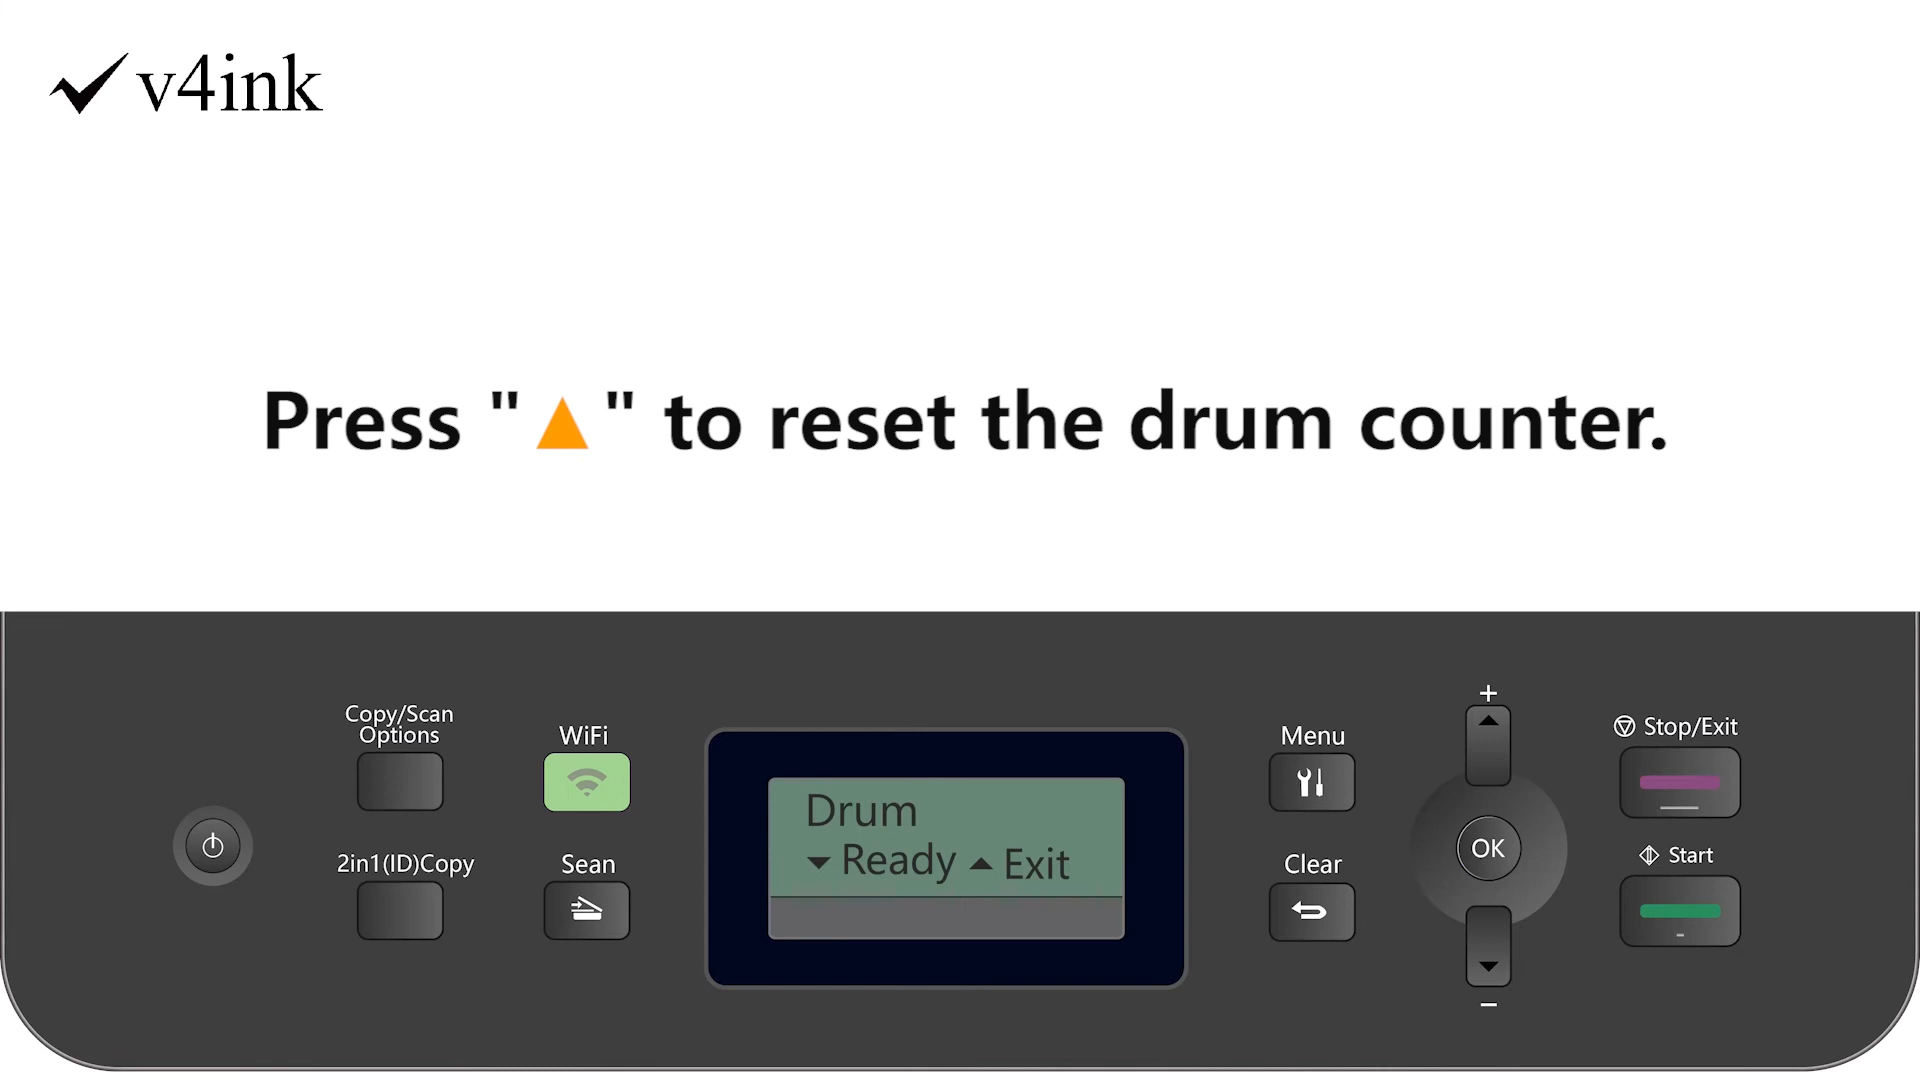 v4ink
Press "▲" to reset the drum counter.
Copy/Scan
Options
WiFi
2in1(ID)Copy
Sean
Drum
▼ Ready ▲ Exit
Menu
Clear
+
OK
−
Stop/Exit
Start